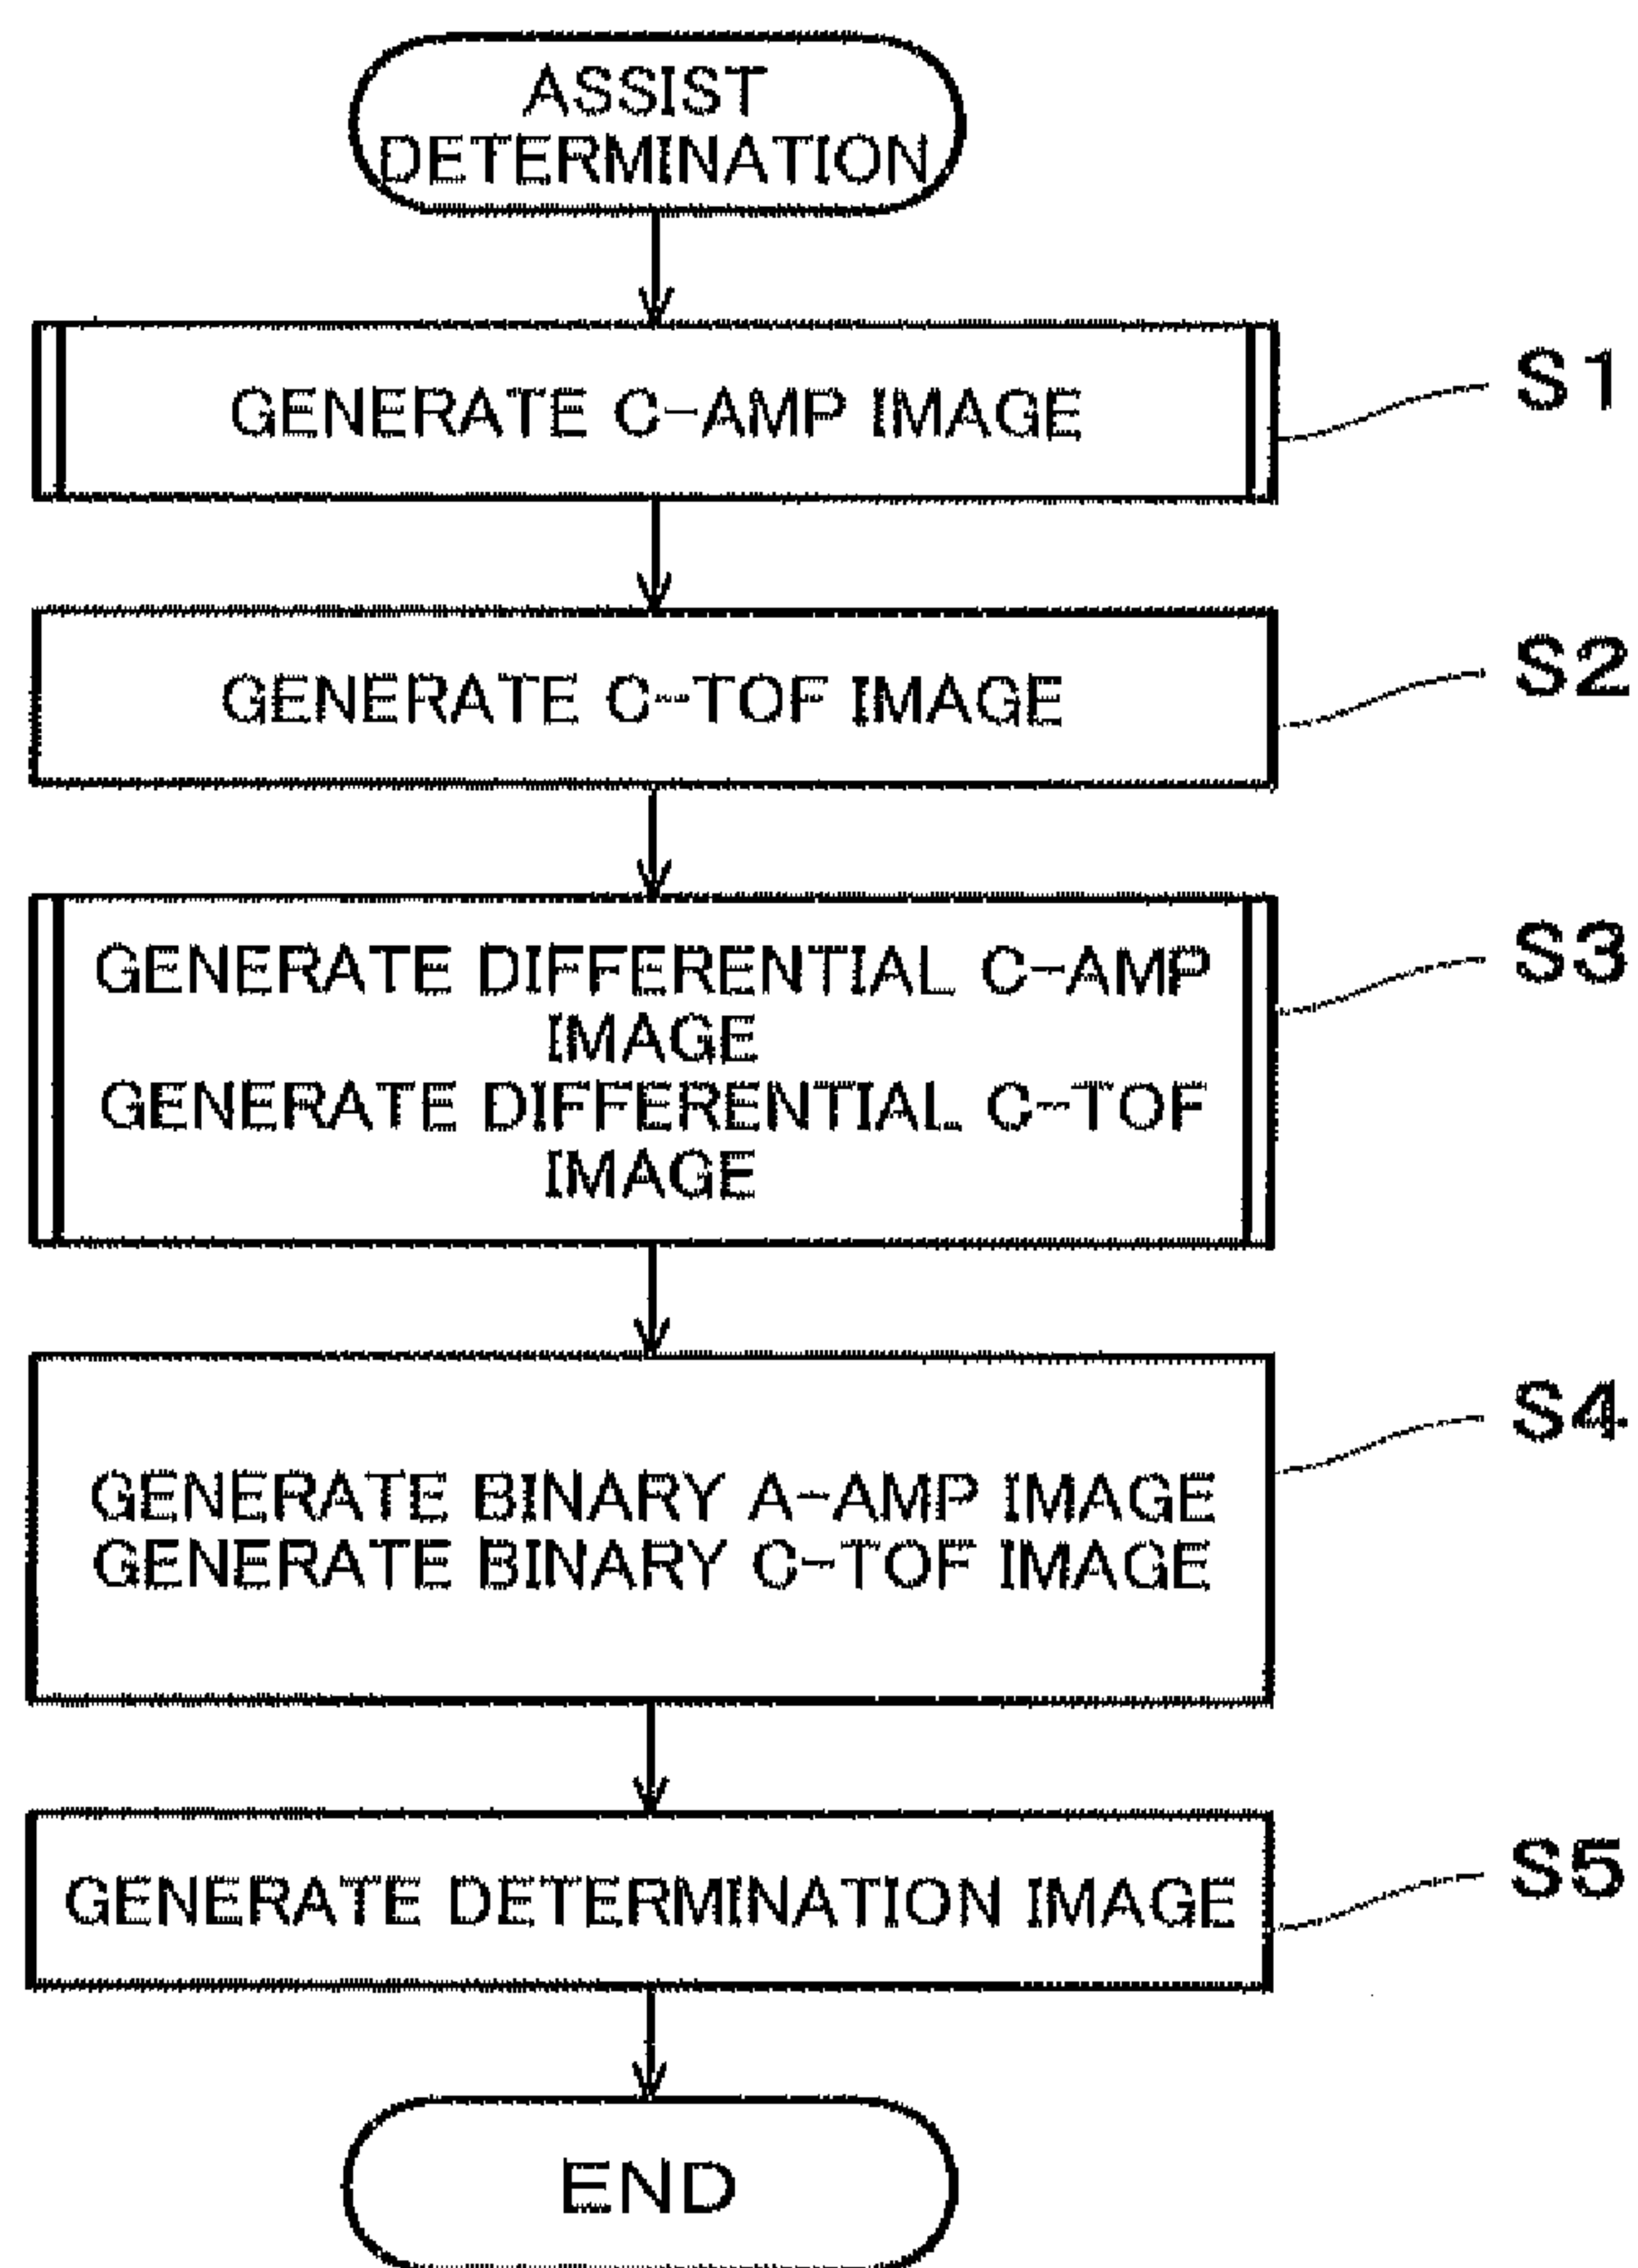 ASSIST
DETERMINATION
GENERATE C-AMP IMAGE
S1
GENERATE C-TOF IMAGE
S2
GENERATE DIFFERENTIAL C-AMP
IMAGE
GENERATE DIFFERENTIAL C-TOF
IMAGE
S3
GENERATE BINARY A-AMP IMAGE
GENERATE BINARY C-TOF IMAGE
S4
GENERATE DETERMINATION IMAGE
S5
END